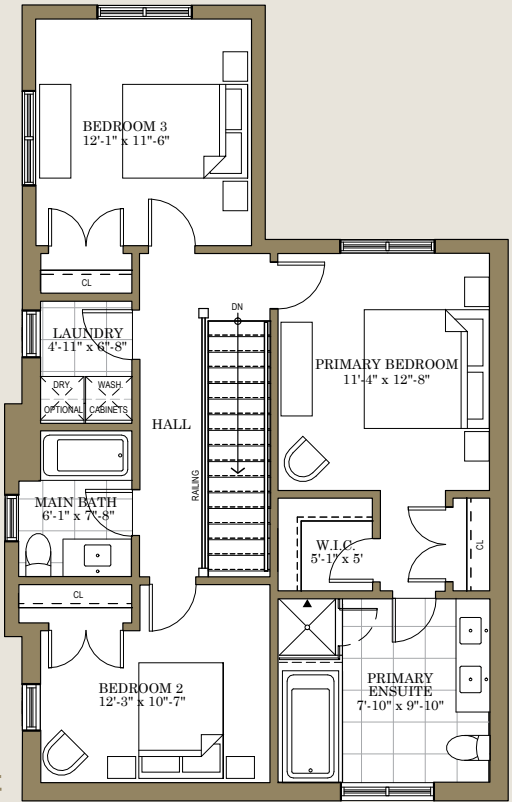 BEDROOM 3
12'-1" x 11'-6"
CL
DN
LAUNDRY
4'-11" x 6'-8"
DRY.
WASH.
OPTIONAL
CABINETS
PRIMARY BEDROOM
11'-4" x 12'-8"
HALL
RAILING
MAIN BATH
6'-1" x 7'-8"
W.I.C.
5'-1" x 5'
CL
CL
BEDROOM 2
12'-3" x 10'-7"
PRIMARY
ENSUITE
7'-10" x 9'-10"